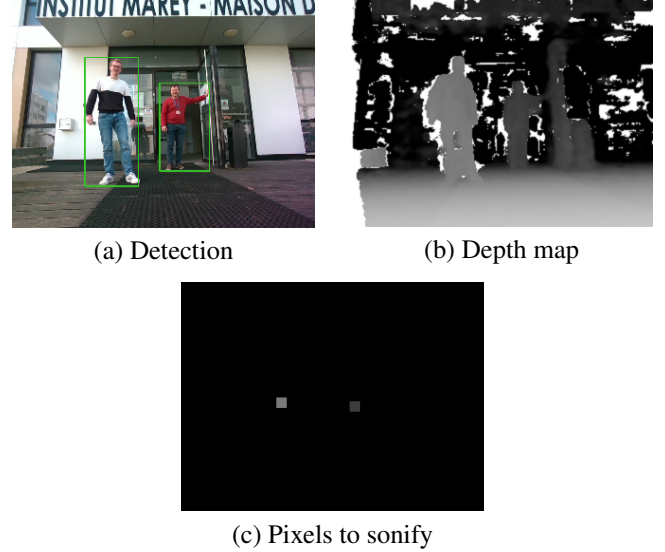 INSTITUT MAREY - MAISON D
(a) Detection
(b) Depth map
(c) Pixels to sonify